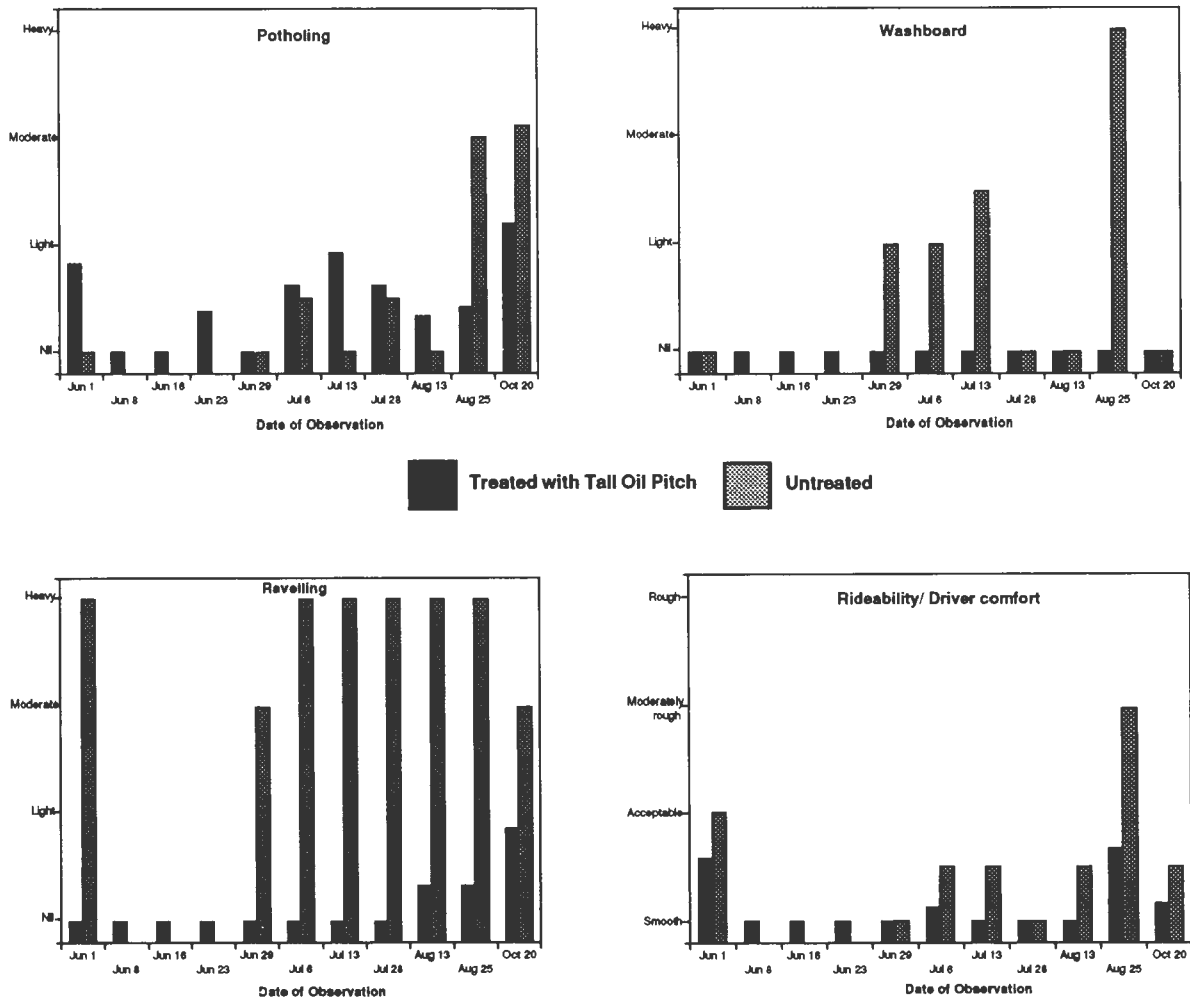 Potholing
Heavy
Moderate
Light
Nil
Jun 1 Jun 16 Jun 29 Jul 13 Aug 13 Oct 20
Jun 8 Jun 23 Jul 6 Jul 28 Aug 25
Date of Observation
Washboard
Heavy
Moderate
Light
Nil
Jun 1 Jun 16 Jun 29 Jul 13 Aug 13 Oct 20
Jun 8 Jun 23 Jul 6 Jul 28 Aug 25
Date of Observation
Treated with Tall Oil Pitch Untreated
Ravelling
Heavy
Moderate
Light
Nil
Jun 1 Jun 16 Jun 29 Jul 13 Aug 13 Oct 20
Jun 8 Jun 23 Jul 6 Jul 28 Aug 25
Date of Observation
Rideability/ Driver comfort
Rough
Moderately
rough
Acceptable
Smooth
Jun 1 Jun 16 Jun 29 Jul 13 Aug 13 Oct 20
Jun 8 Jun 23 Jul 6 Jul 28 Aug 25
Date of Observation